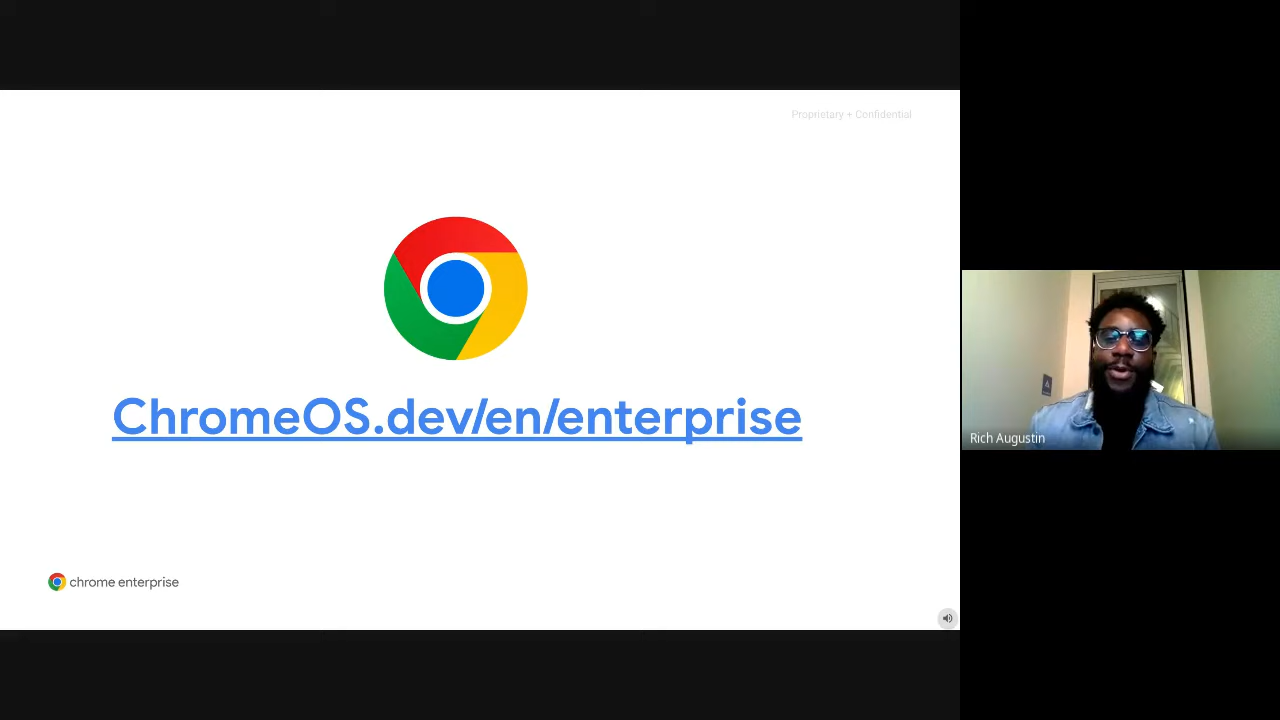 Proprietary + Confidential
ChromeOS.dev/en/enterprise
chrome enterprise
Rich Augustin